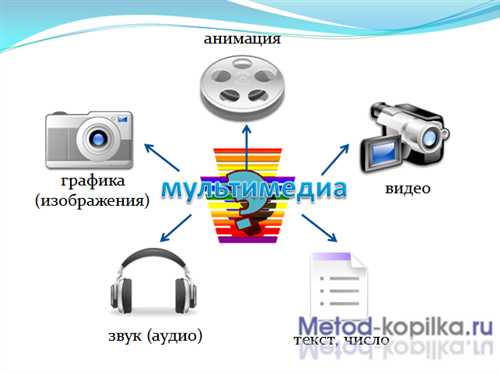 анимация
графика
(изображения)
мультимедиа
?
видео
звук (аудио)
Metod-kopilka.ru
текст, число